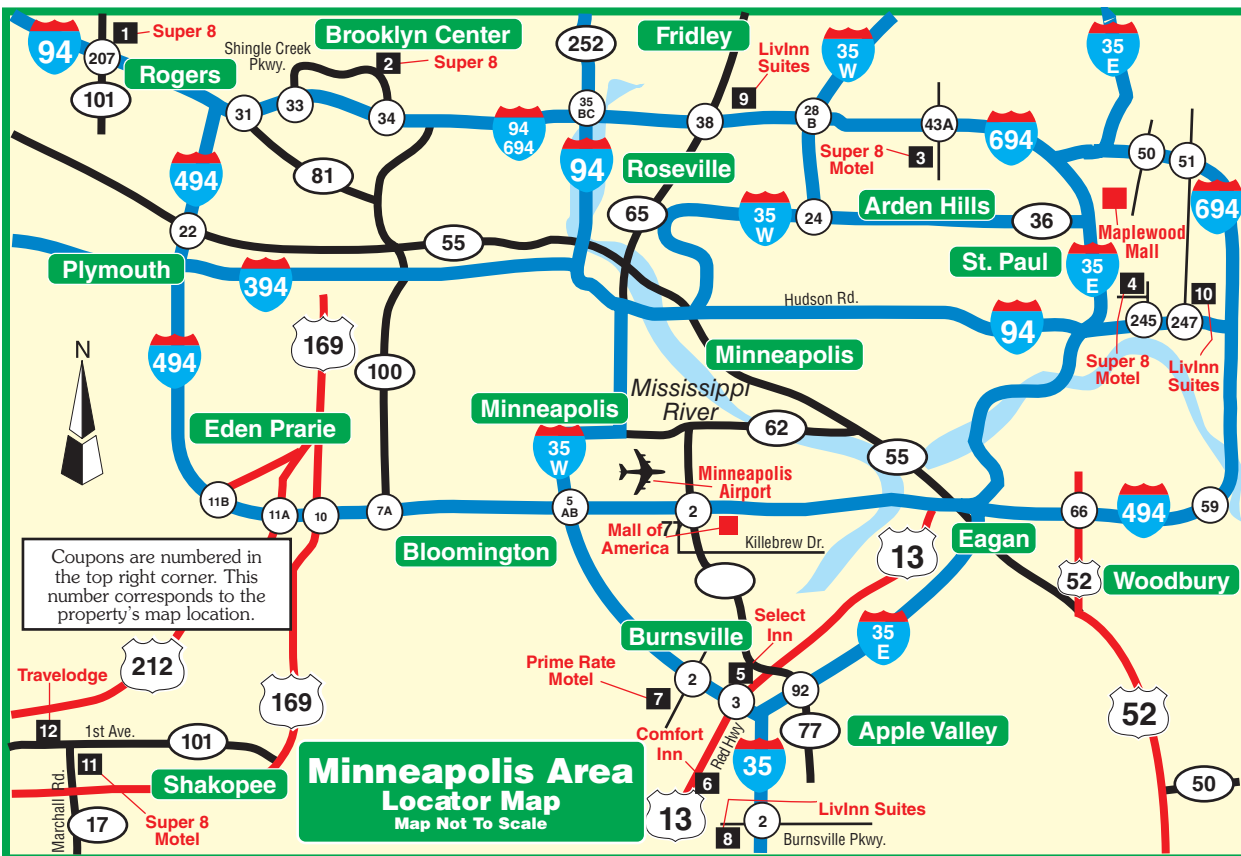 94
207
101
1
Super 8
Rogers
Shingle Creek
Pkwy.
Brooklyn Center
2
Super 8
31
33
34
252
Fridley
LivInn
Suites
9
35
W
35
E
35
BC
94
694
38
28
B
43A
694
50
51
494
81
94
Roseville
Super 8
Motel
3
694
22
55
65
35
W
24
Arden Hills
36
Maplewood
Mall
Plymouth
394
St. Paul
35
E
4
10
Hudson Rd.
94
245
247
169
494
100
Minneapolis
Super 8
Motel
LivInn
Suites
N
Mississippi
River
Minneapolis
Eden Prarie
62
35
W
55
Minneapolis
Airport
11B
11A
10
7A
5
AB
2
66
494
59
Mall of
America
77
Killebrew Dr.
Bloomington
13
Eagan
52
Woodbury
Coupons are numbered in
the top right corner. This
number corresponds to the
property's map location.
Select
Inn
Burnsville
35
E
212
Travelodge
Prime Rate
Motel
7
2
5
3
92
169
52
12
1st Ave.
101
Comfort
Inn
Red Hwy
77
Apple Valley
11
Shakopee
Minneapolis Area
Locator Map
Map Not To Scale
35
6
50
Marchall Rd.
17
Super 8
Motel
13
8
2
LivInn Suites
Burnsville Pkwy.